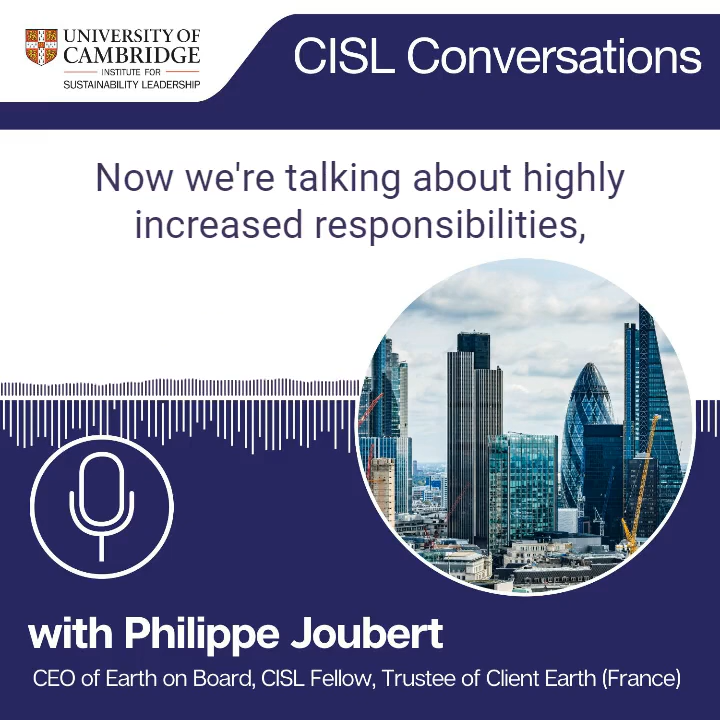 UNIVERSITY OF
CAMBRIDGE
INSTITUTE FOR
SUSTAINABILITY LEADERSHIP
CISL Conversations
Now we're talking about highly
increased responsibilities,
with Philippe Joubert
CEO of Earth on Board, CISL Fellow, Trustee of Client Earth (France)